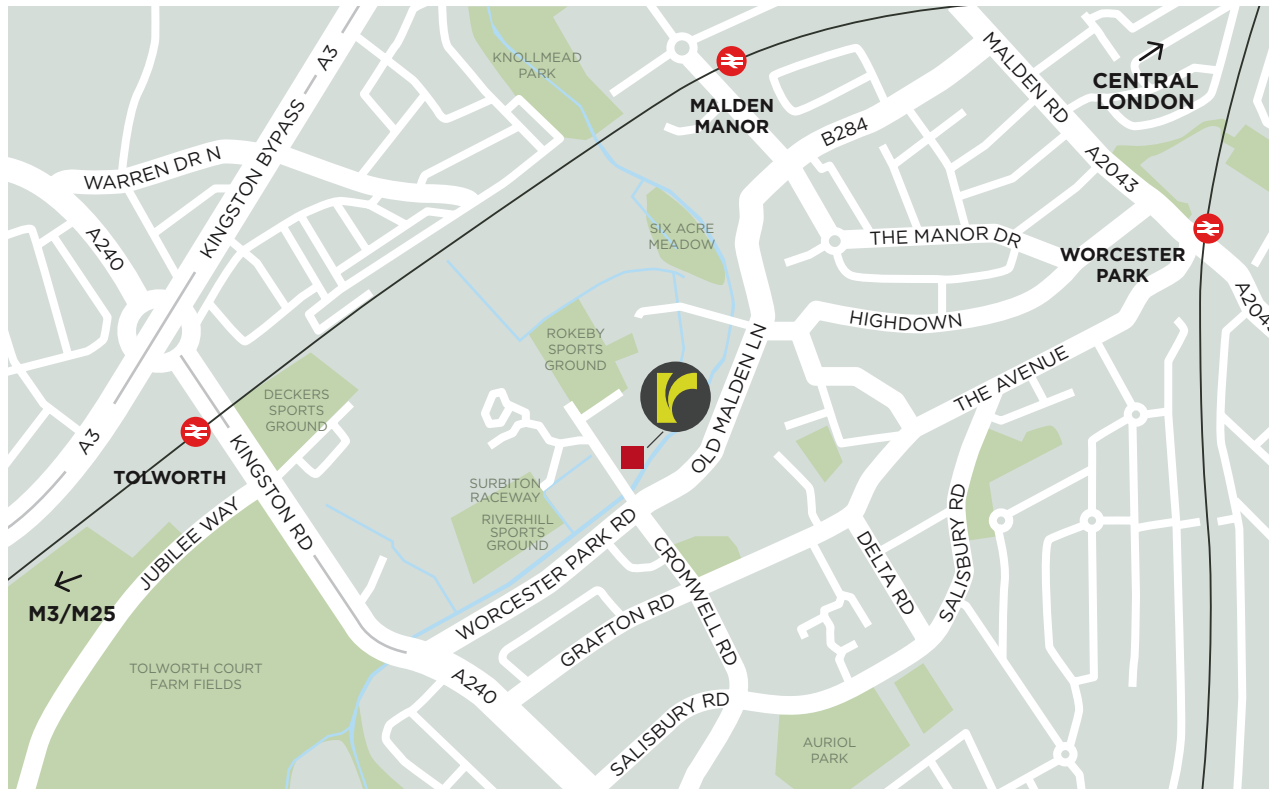 KNOLLMEAD
PARK
A3
MALDEN
MANOR
MALDEN RD
CENTRAL
LONDON
B284
A2043
WARREN DR N
KINGSTON BYPASS
A240
SIX ACRE
MEADOW
THE MANOR DR
WORCESTER
PARK
A2043
HIGHDOWN
ROKEBY
SPORTS
GROUND
OLD MALDEN LN
THE AVENUE
DECKERS
SPORTS
GROUND
A3
TOLWORTH
KINGSTON RD
SURBITON
RACEWAY
RIVERHILL
SPORTS
GROUND
JUBILEE WAY
WORCESTER PARK RD
CROMWELL RD
DELTA RD
SALISBURY RD
M3/M25
GRAFTON RD
TOLWORTH COURT
FARM FIELDS
A240
SALISBURY RD
AURIOL
PARK